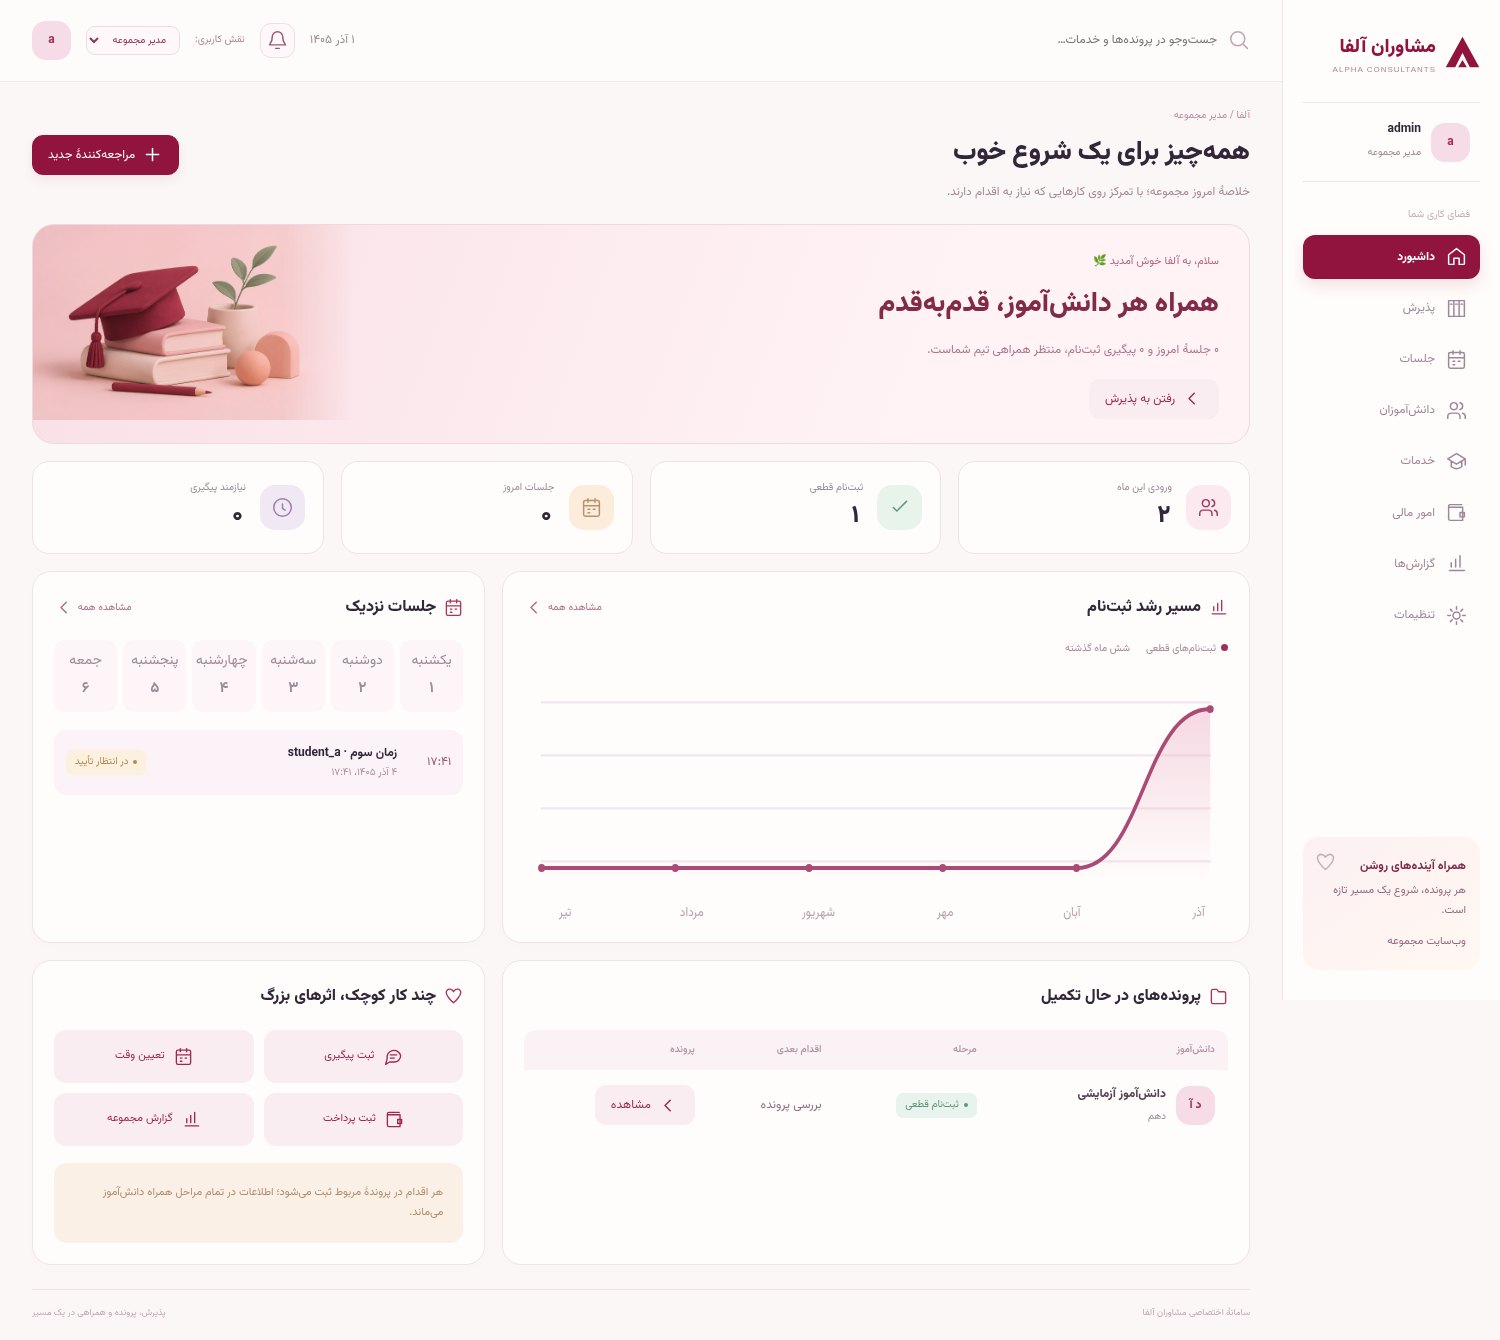 مشاوران آلفا
ALPHA CONSULTANTS
admin
a
مدیر مجموعه
فضای کاری شما
داشبورد
پذیرش
جلسات
دانش‌آموزان
خدمات
امور مالی
گزارش‌ها
تنظیمات
همراه آینده‌های روشن
هر پرونده، شروع یک مسیر تازه
است.
وب‌سایت مجموعه
جست‌وجو در پرونده‌ها و خدمات...
۱ آذر ۱۴۰۵
نقش کاربری:
مدیر مجموعه
a
آلفا / مدیر مجموعه
همه‌چیز برای یک شروع خوب
خلاصهٔ امروز مجموعه؛ با تمرکز روی کارهایی که نیاز به اقدام دارند.
مراجعه‌کنندهٔ جدید
سلام، به آلفا خوش آمدید 🌿
همراه هر دانش‌آموز، قدم‌به‌قدم
۰ جلسهٔ امروز و ۰ پیگیری ثبت‌نام، منتظر همراهی تیم شماست.
رفتن به پذیرش
ورودی این ماه
۲
ثبت‌نام قطعی
۱
جلسات امروز
۰
نیازمند پیگیری
۰
مسیر رشد ثبت‌نام
مشاهده همه
ثبت‌نام‌های قطعی
شش ماه گذشته
آذر
آبان
مهر
شهریور
مرداد
تیر
جلسات نزدیک
مشاهده همه
یکشنبه
۱
دوشنبه
۲
سه‌شنبه
۳
چهارشنبه
۴
پنجشنبه
۵
جمعه
۶
۱۷:۴۱
زمان سوم · student_a
۴ آذر ۱۴۰۵، ۱۷:۴۱
در انتظار تأیید
پرونده‌های در حال تکمیل
دانش‌آموز
مرحله
اقدام بعدی
پرونده
د آ
دانش‌آموز آزمایشی
دهم
ثبت‌نام قطعی
بررسی پرونده
مشاهده
چند کار کوچک، اثرهای بزرگ
ثبت پیگیری
تعیین وقت
ثبت پرداخت
گزارش مجموعه
هر اقدام در پروندهٔ مربوط ثبت می‌شود؛ اطلاعات در تمام مراحل همراه دانش‌آموز
می‌ماند.
سامانهٔ اختصاصی مشاوران آلفا
پذیرش، پرونده و همراهی در یک مسیر